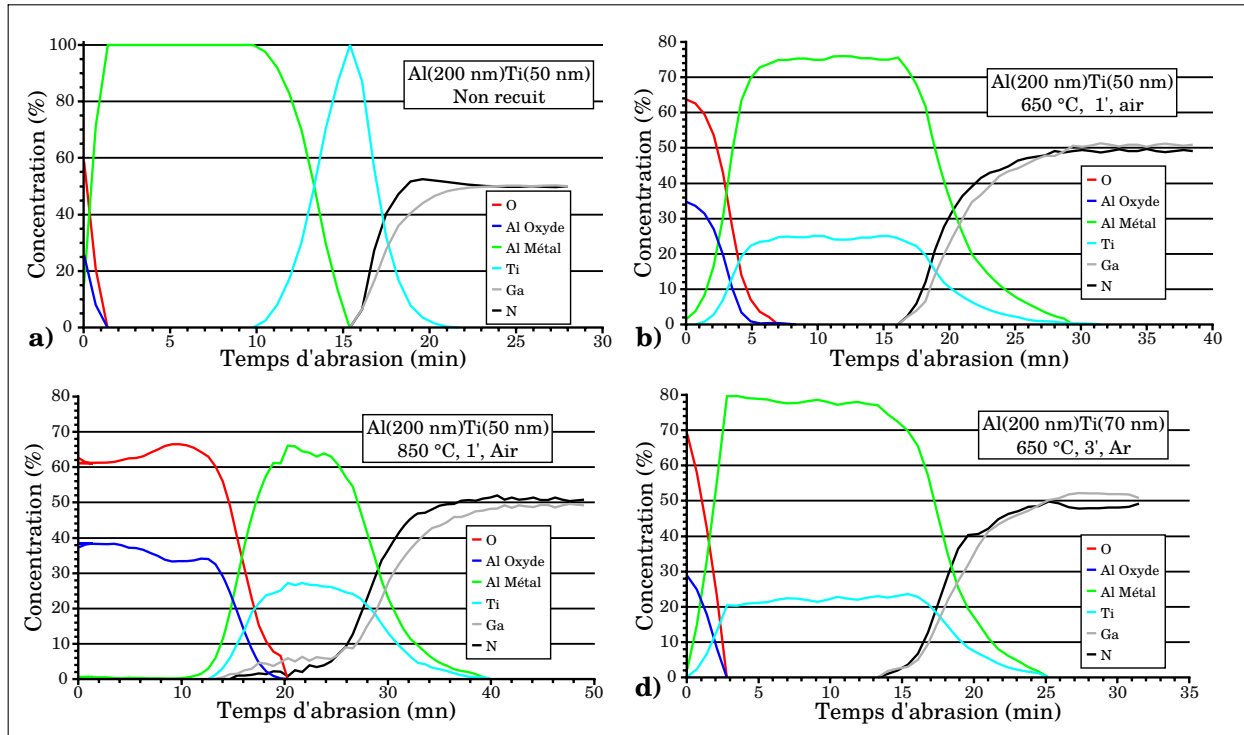 Concentration (%)
100
80
60
40
20
0
Al(200 nm)Ti(50 nm)
Non recuit
O
Al Oxyde
Al Métal
Ti
Ga
N
0 5 10 15 20 25 30
a)
Temps d'abrasion (min)
Concentration (%)
80
70
60
50
40
30
20
10
0
Al(200 nm)Ti(50 nm)
650 °C, 1', air
O
Al Oxyde
Al Métal
Ti
Ga
N
0 5 10 15 20 25 30 35 40
b)
Temps d'abrasion (mn)
Concentration (%)
80
70
60
50
40
30
20
10
0
Al(200 nm)Ti(50 nm)
850 °C, 1', Air
O
Al Oxyde
Al Métal
Ti
Ga
N
0 10 20 30 40 50
Temps d'abrasion (mn)
Concentration (%)
80
70
60
50
40
30
20
10
0
Al(200 nm)Ti(70 nm)
650 °C, 3', Ar
O
Al Oxyde
Al Métal
Ti
Ga
N
0 5 10 15 20 25 30 35
d)
Temps d'abrasion (min)